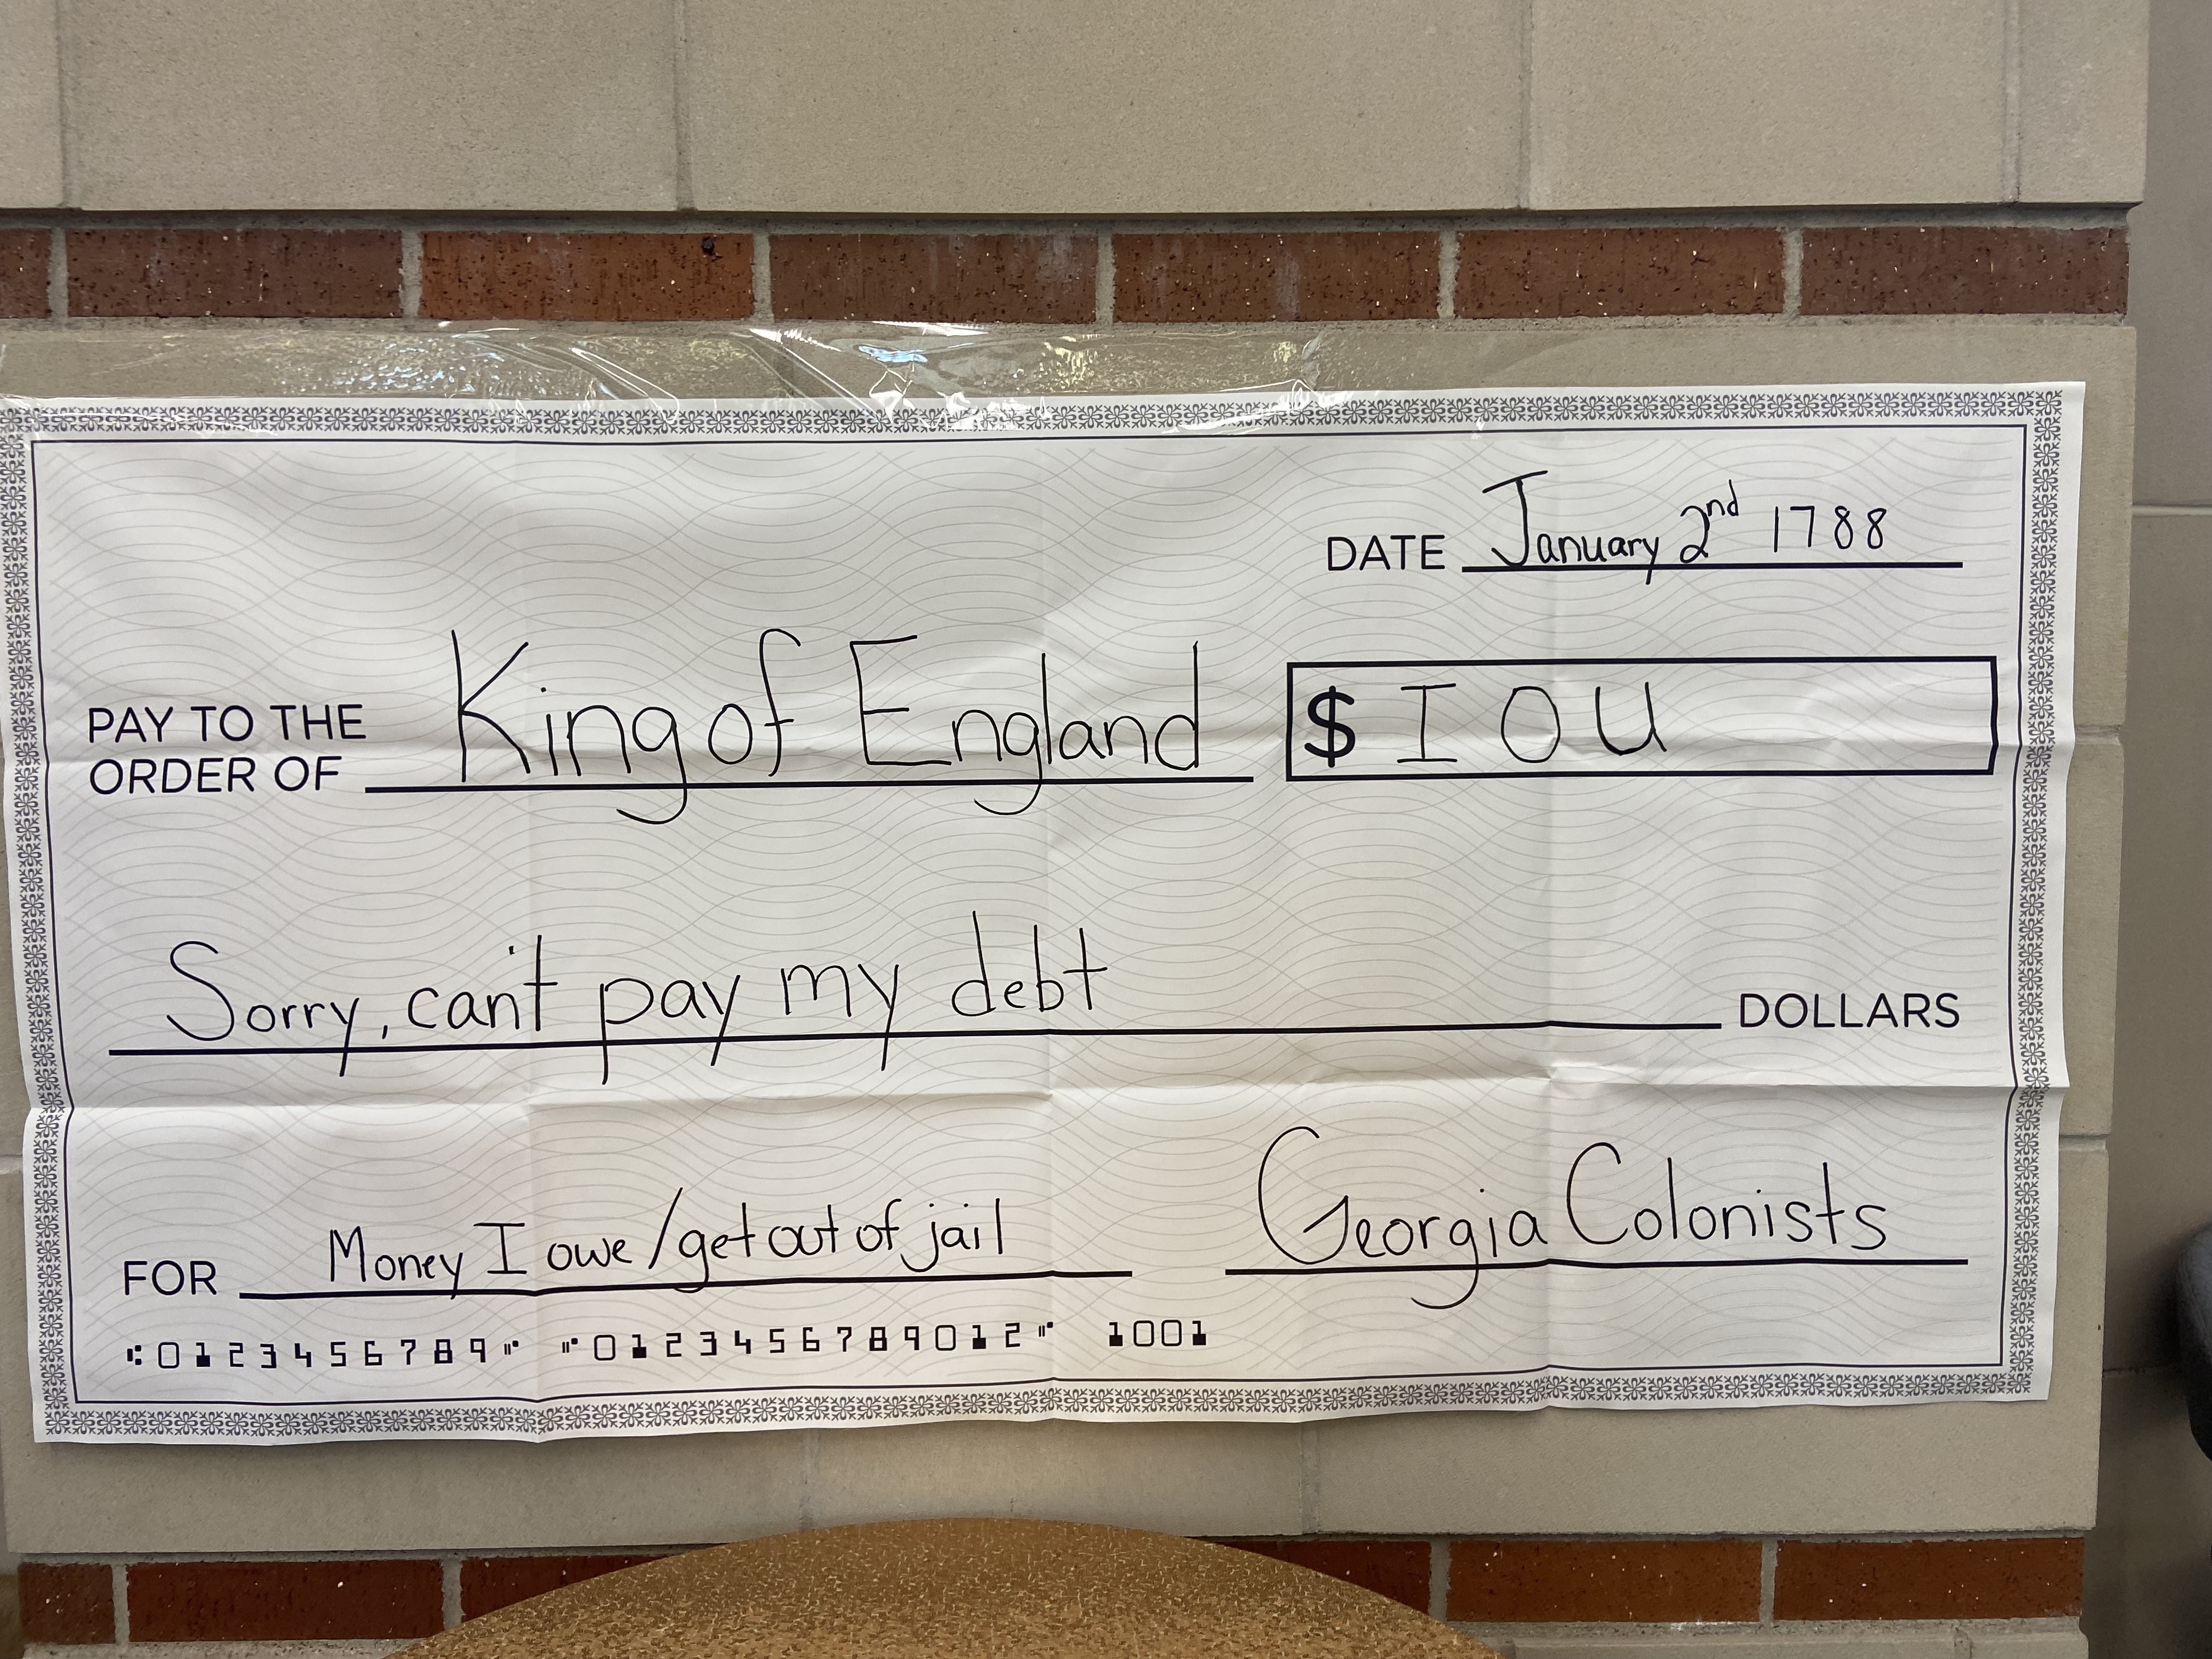 DATE January 2nd 1788
PAY TO THE
ORDER OF King of England $ I O U
Sorry, can't pay my debt DOLLARS
FOR Money I owe/get out of jail Georgia Colonists
⑆0123456789⑈ ⑈0123456789012⑈ 1001